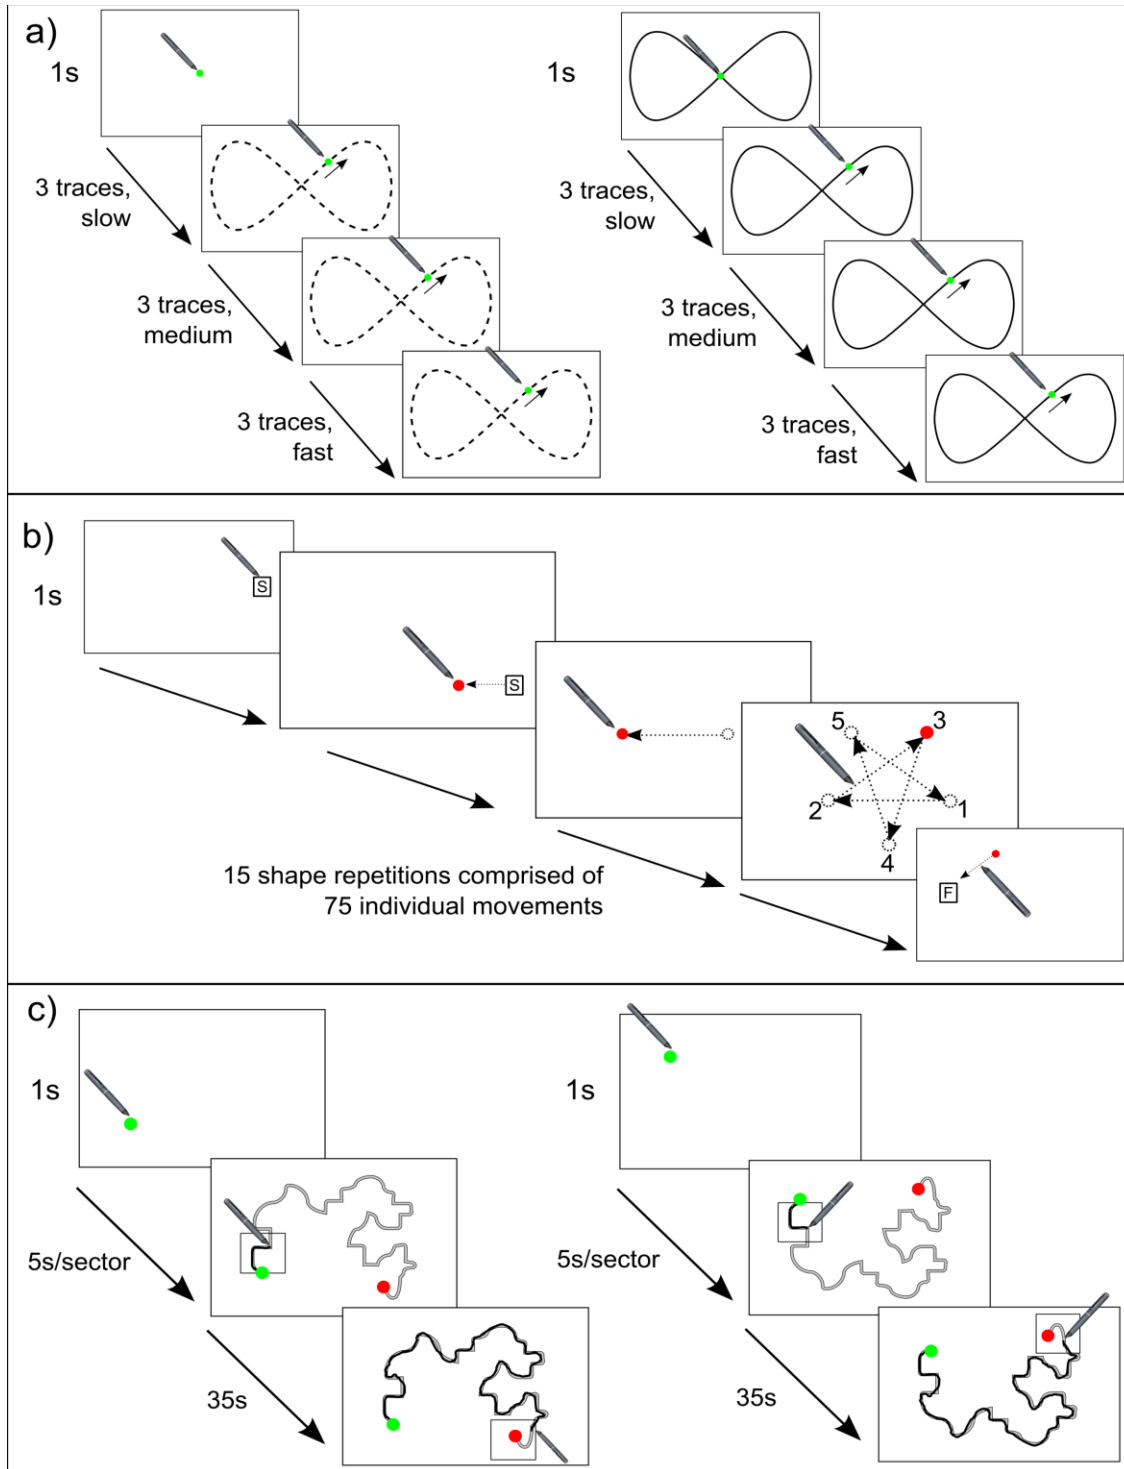 a)
1s
3 traces,
slow
3 traces,
medium
3 traces,
fast
1s
3 traces,
slow
3 traces,
medium
3 traces,
fast
b)
1s
S
S
5 3
2 1
4
F
15 shape repetitions comprised of
75 individual movements
c)
1s
5s/sector
35s
1s
5s/sector
35s